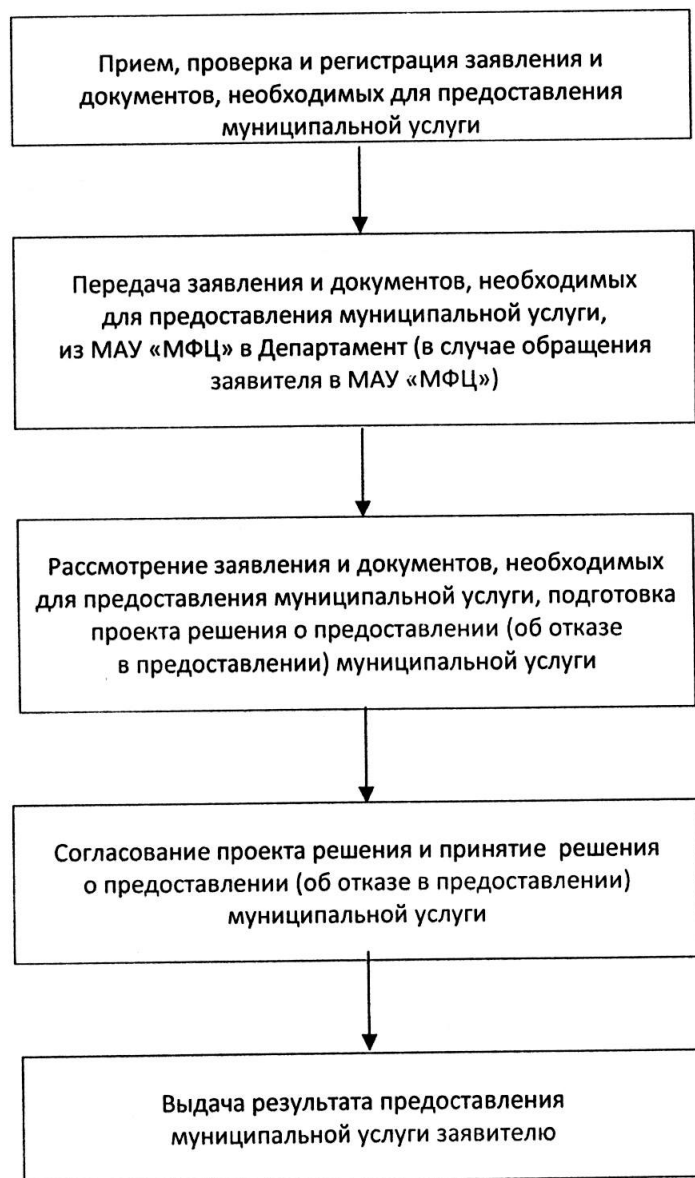 Прием, проверка и регистрация заявления и
документов, необходимых для предоставления
муниципальной услуги
Передача заявления и документов, необходимых
для предоставления муниципальной услуги,
из МАУ «МФЦ» в Департамент (в случае обращения
заявителя в МАУ «МФЦ»)
Рассмотрение заявления и документов, необходимых
для предоставления муниципальной услуги, подготовка
проекта решения о предоставлении (об отказе
в предоставлении) муниципальной услуги
Согласование проекта решения и принятие решения
о предоставлении (об отказе в предоставлении)
муниципальной услуги
Выдача результата предоставления
муниципальной услуги заявителю